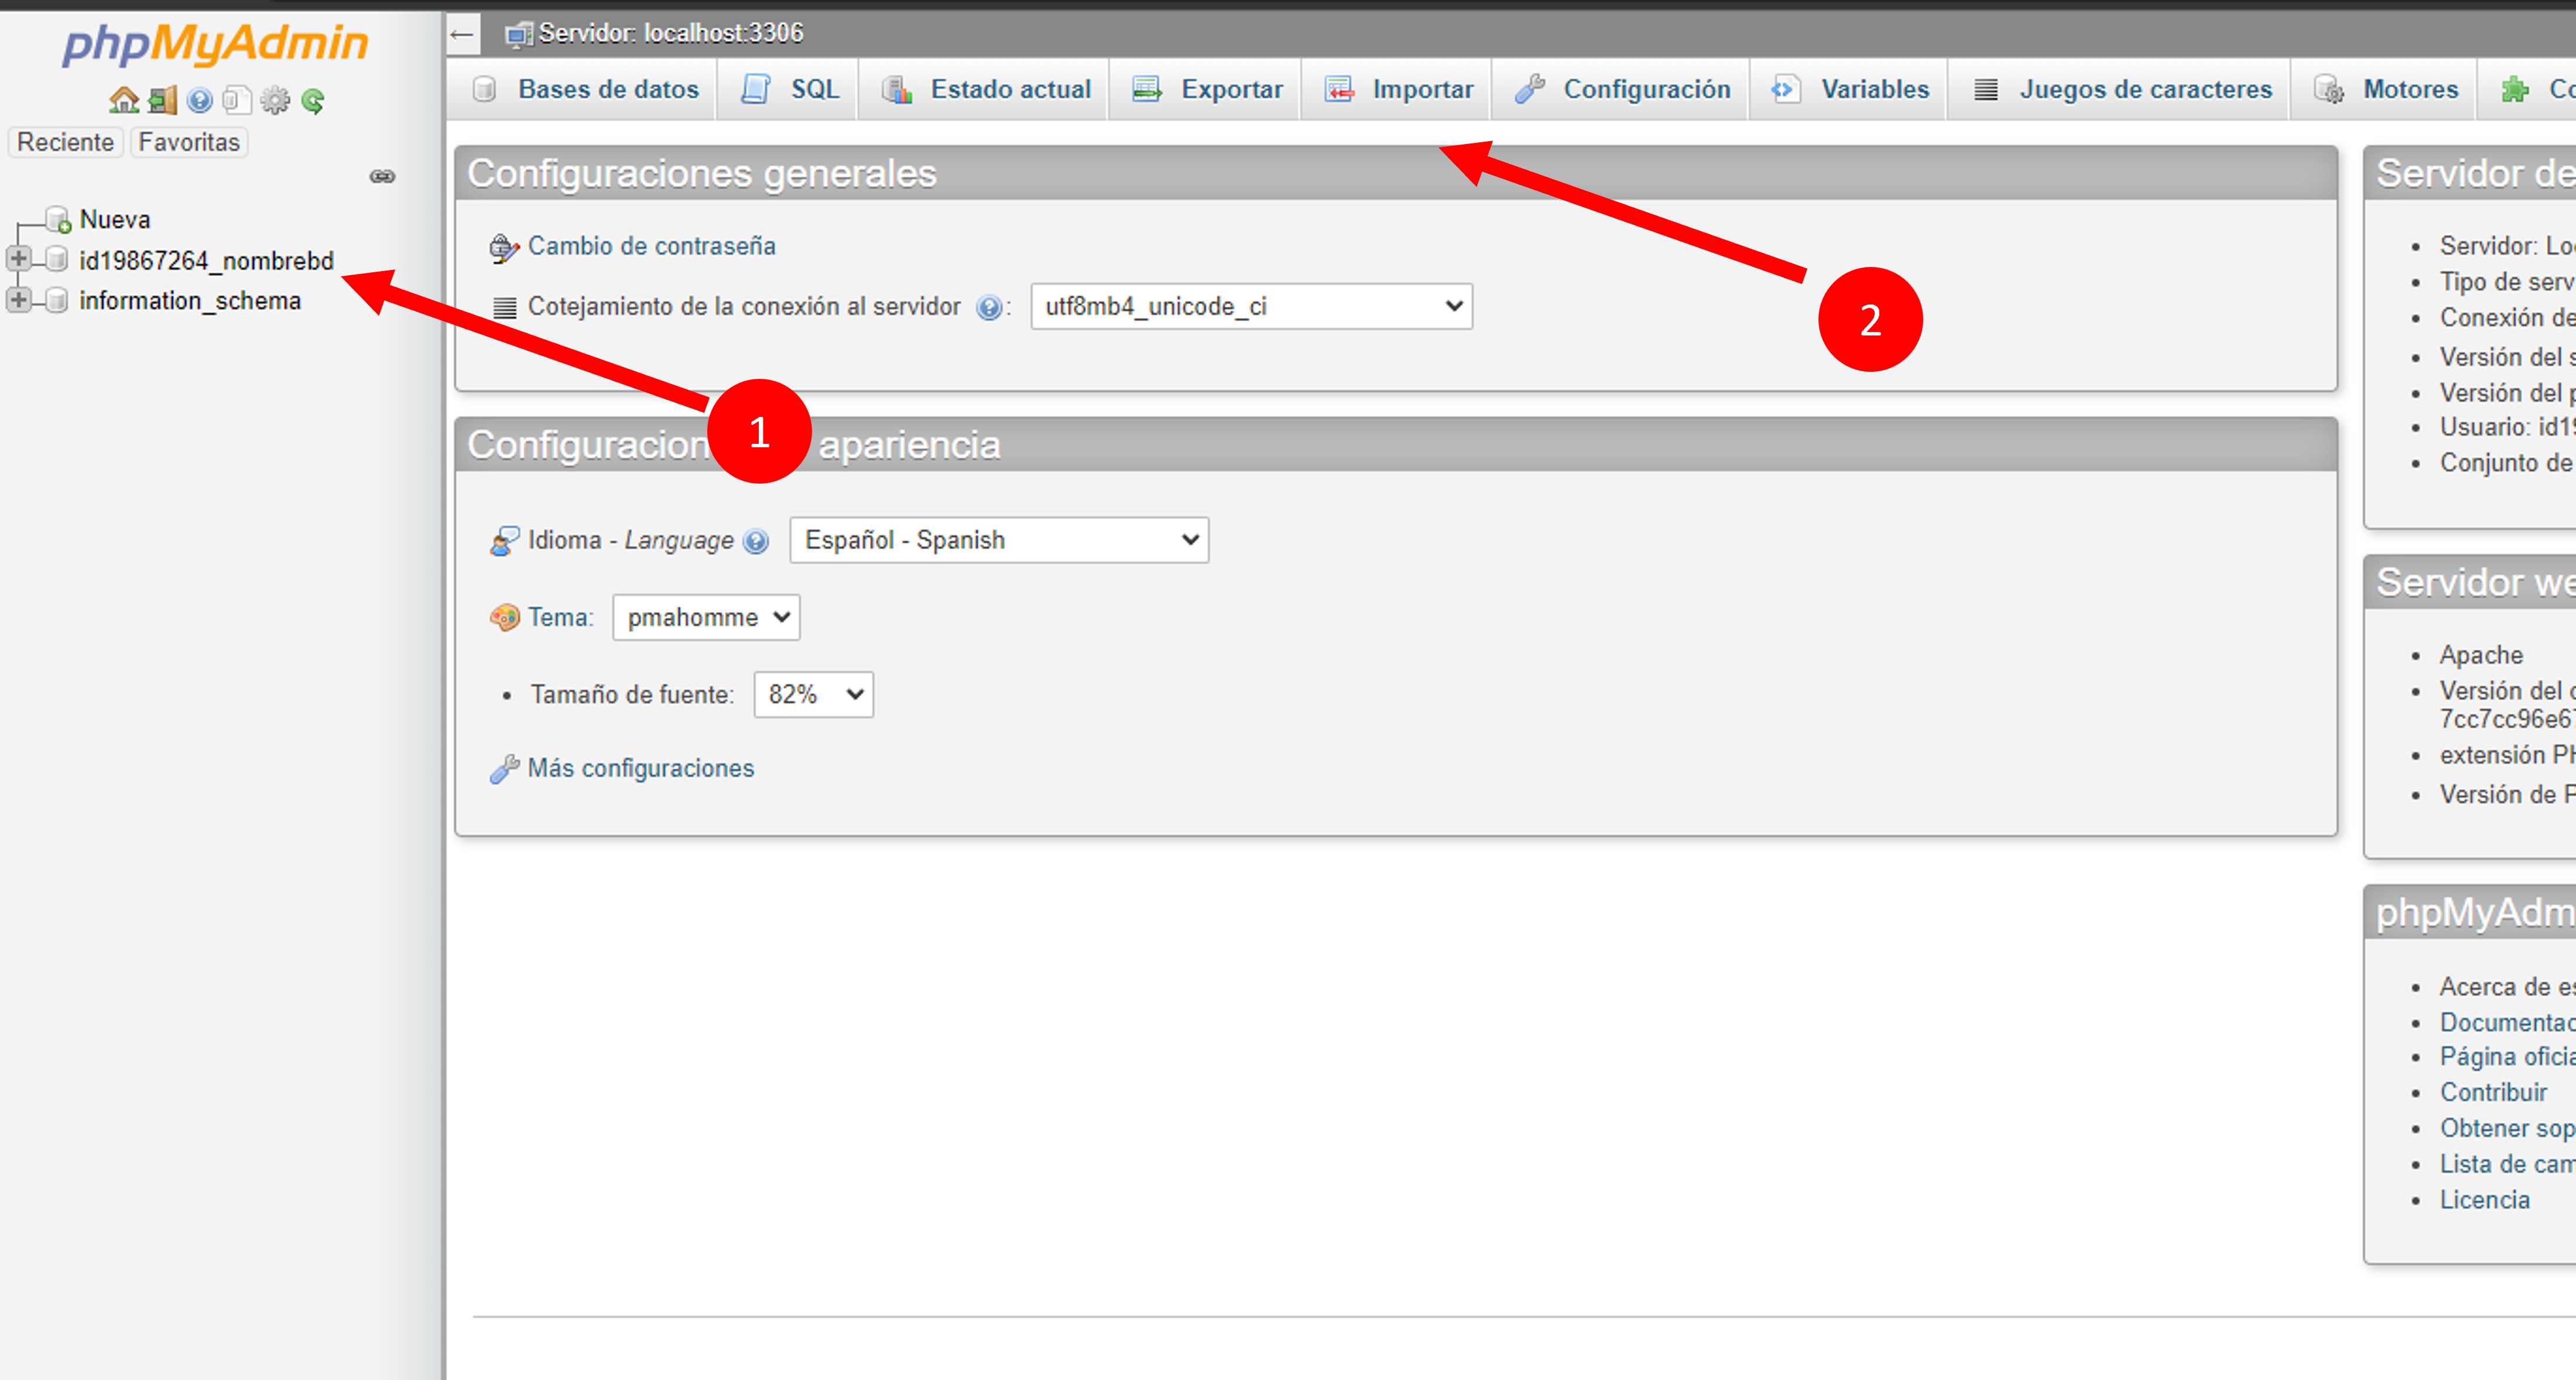 phpMyAdmin
Reciente Favoritas
Nueva
id19867264_nombrebd
information_schema
← Servidor: localhost:3306
Bases de datos SQL Estado actual Exportar Importar Configuración Variables Juegos de caracteres Motores
Configuraciones generales
Cambio de contraseña
Cotejamiento de la conexión al servidor : utf8mb4_unicode_ci
1
2
Configuracion apariencia
Idioma - Language Español - Spanish
Tema: pmahomme
• Tamaño de fuente: 82%
Más configuraciones
Servidor de
• Servidor: Lo
• Tipo de serv
• Conexión de
• Versión del s
• Versión del p
• Usuario: id19
• Conjunto de
Servidor we
• Apache
• Versión del c
7cc7cc96e67
• extensión PH
• Versión de P
phpMyAdm
• Acerca de es
• Documentac
• Página oficia
• Contribuir
• Obtener sop
• Lista de cam
• Licencia